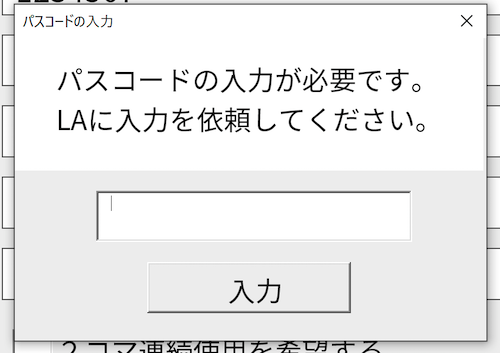 パスコードの入力
パスコードの入力が必要です。
LAに入力を依頼してください。
入力
２コマ連続使用を希望する